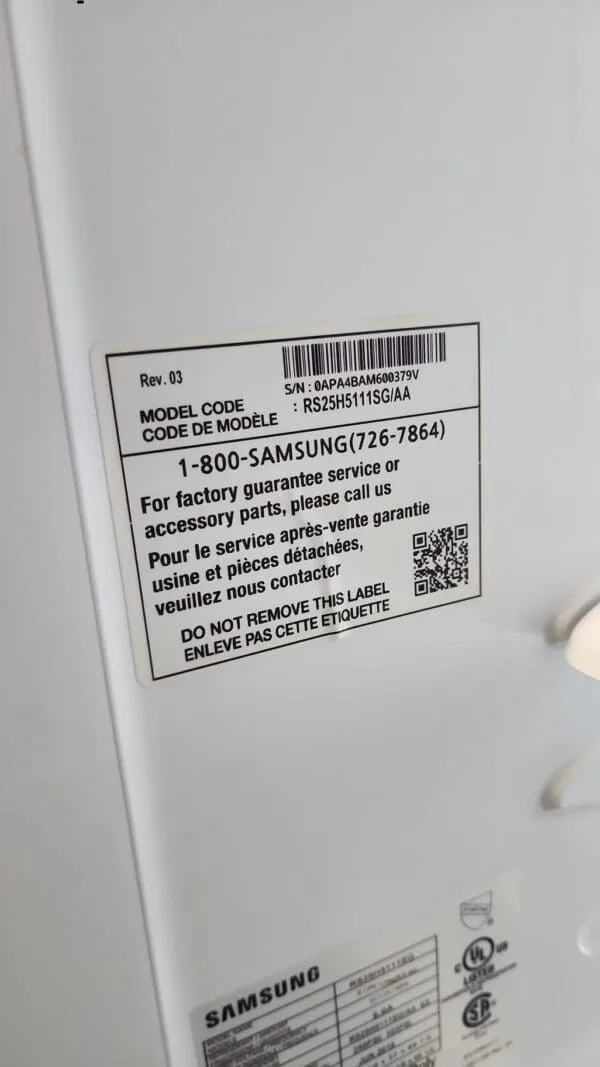 Rev. 03
S/N : 0APA4BAM600379V
MODEL CODE
CODE DE MODÈLE : RS25H5111SG/AA
1-800-SAMSUNG(726-7864)
For factory guarantee service or
accessory parts, please call us
Pour le service après-vente garantie
usine et pièces détachées,
veuillez nous contacter
DO NOT REMOVE THIS LABEL
ENLEVE PAS CETTE ETIQUETTE
SAMSUNG
UL
LISTED